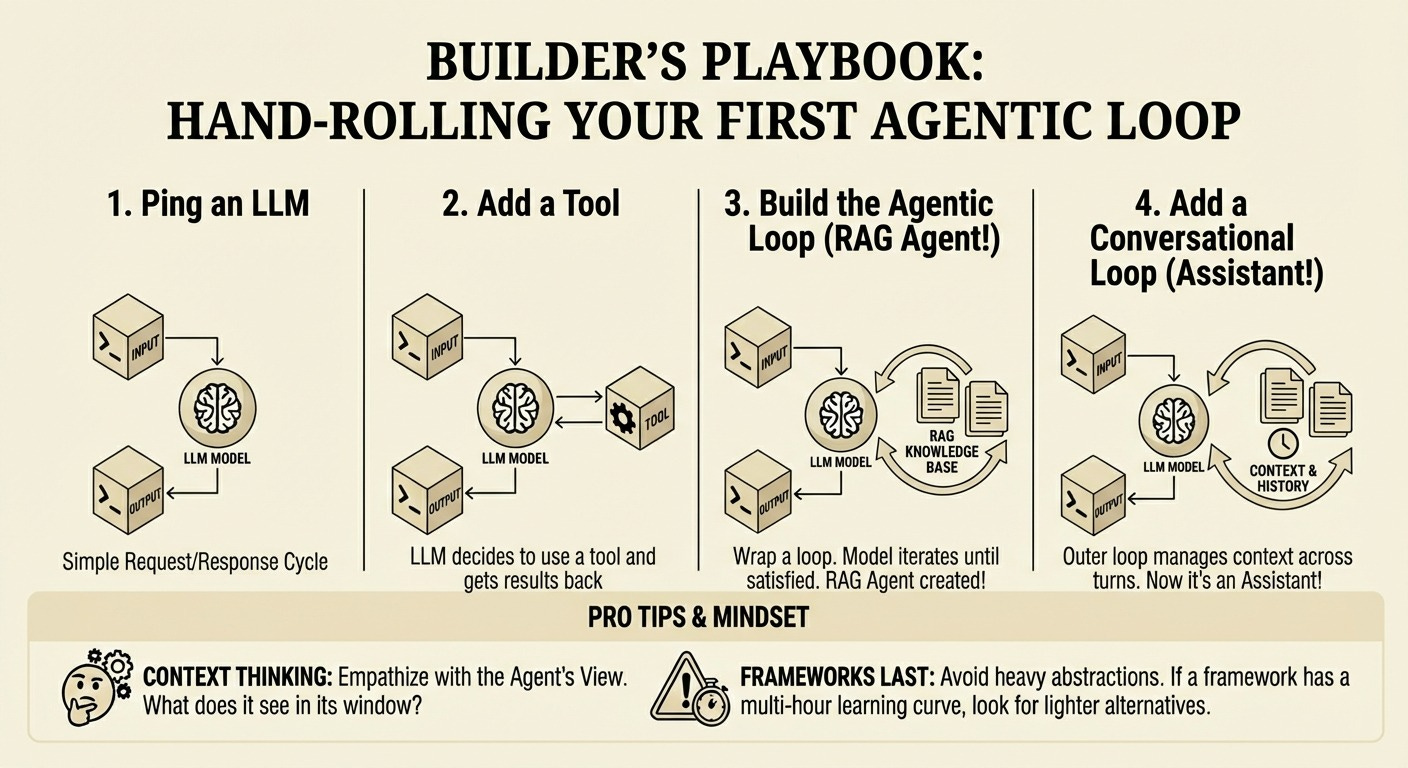 BUILDER'S PLAYBOOK:
HAND-ROLLING YOUR FIRST AGENTIC LOOP
1. Ping an LLM
INPUT
LLM MODEL
OUTPUT
Simple Request/Response Cycle
2. Add a Tool
INPUT
TOOL
LLM MODEL
OUTPUT
LLM decides to use a tool and
gets results back
3. Build the Agentic
Loop (RAG Agent!)
INPUT
RAG
KNOWLEDGE
BASE
LLM MODEL
OUTPUT
Wrap a loop. Model iterates until
satisfied. RAG Agent created!
4. Add a
Conversational
Loop (Assistant!)
INPUT
LLM MODEL
CONTEXT &
HISTORY
OUTPUT
Outer loop manages context across
turns. Now it's an Assistant!
PRO TIPS & MINDSET
CONTEXT THINKING: Empathize with the Agent's View.
What does it see in its window?
FRAMEWORKS LAST: Avoid heavy abstractions. If a framework has a
multi-hour learning curve, look for lighter alternatives.